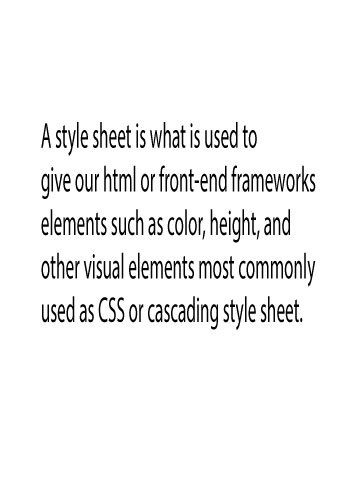 A style sheet is what is used to
give our html or front-end frameworks
elements such as color, height, and
other visual elements most commonly
used as CSS or cascading style sheet.